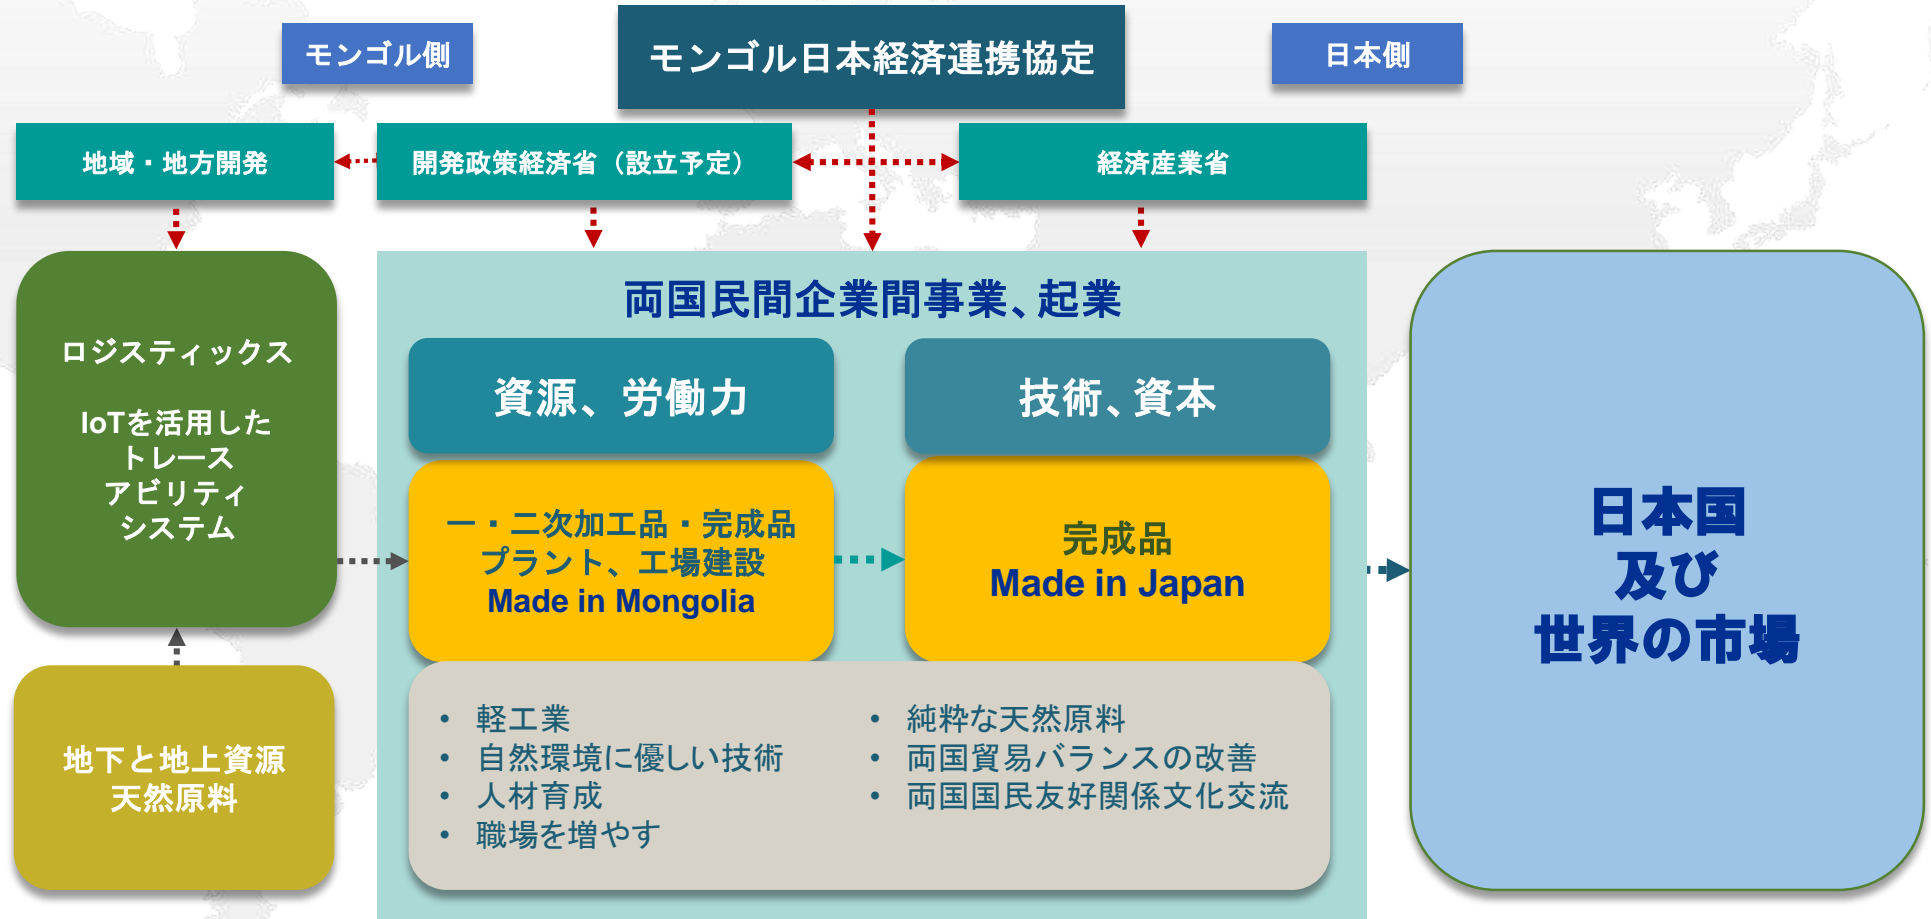 モンゴル側
モンゴル日本経済連携協定
日本側
地域・地方開発
開発政策経済省（設立予定）
経済産業省
ロジスティックス
IoTを活用した
トレース
アビリティ
システム
地下と地上資源
天然原料
両国民間企業間事業、起業
資源、労働力
技術、資本
一・二次加工品・完成品
プラント、工場建設
Made in Mongolia
完成品
Made in Japan
• 軽工業
• 自然環境に優しい技術
• 人材育成
• 職場を増やす
• 純粋な天然原料
• 両国貿易バランスの改善
• 両国国民友好関係文化交流
日本国
及び
世界の市場